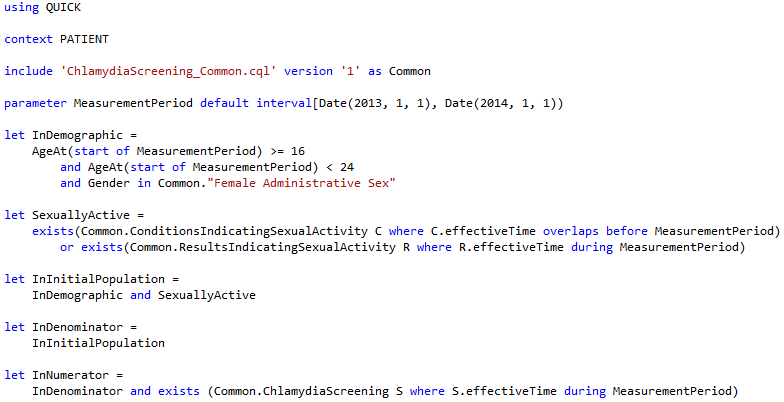 using QUICK
context PATIENT
include 'ChlamydiaScreening_Common.cql' version '1' as Common
parameter MeasurementPeriod default interval[Date(2013, 1, 1), Date(2014, 1, 1))
let InDemographic =
AgeAt(start of MeasurementPeriod) >= 16
and AgeAt(start of MeasurementPeriod) < 24
and Gender in Common."Female Administrative Sex"
let SexuallyActive =
exists(Common.ConditionsIndicatingSexualActivity C where C.effectiveTime overlaps before MeasurementPeriod)
or exists(Common.ResultsIndicatingSexualActivity R where R.effectiveTime during MeasurementPeriod)
let InInitialPopulation =
InDemographic and SexuallyActive
let InDenominator =
InInitialPopulation
let InNumerator =
InDenominator and exists (Common.ChlamydiaScreening S where S.effectiveTime during MeasurementPeriod)